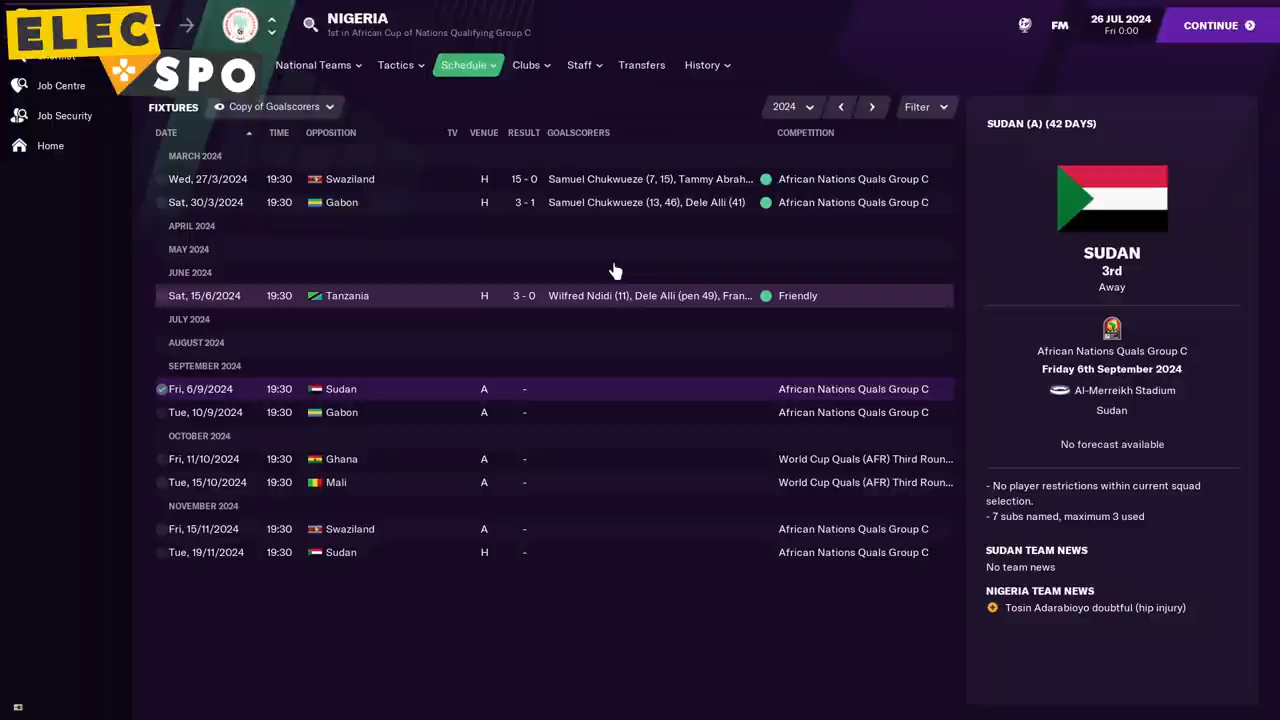 ELEC
SPO
Job Centre
Job Security
Home
NIGERIA
1st in African Cup of Nations Qualifying Group C
FM
26 JUL 2024
Fri 0:00
CONTINUE
National Teams
Tactics
Schedule
Clubs
Staff
Transfers
History
FIXTURES
Copy of Goalscorers
2024
Filter
DATE TIME OPPOSITION TV VENUE RESULT GOALSCORERS COMPETITION
MARCH 2024
Wed, 27/3/2024 19:30 Swaziland H 15 - 0 Samuel Chukwueze (7, 15), Tammy Abrah... African Nations Quals Group C
Sat, 30/3/2024 19:30 Gabon H 3 - 1 Samuel Chukwueze (13, 46), Dele Alli (41) African Nations Quals Group C
APRIL 2024
MAY 2024
JUNE 2024
Sat, 15/6/2024 19:30 Tanzania H 3 - 0 Wilfred Ndidi (11), Dele Alli (pen 49), Fran... Friendly
JULY 2024
AUGUST 2024
SEPTEMBER 2024
Fri, 6/9/2024 19:30 Sudan A - African Nations Quals Group C
Tue, 10/9/2024 19:30 Gabon A - African Nations Quals Group C
OCTOBER 2024
Fri, 11/10/2024 19:30 Ghana A - World Cup Quals (AFR) Third Roun...
Tue, 15/10/2024 19:30 Mali A - World Cup Quals (AFR) Third Roun...
NOVEMBER 2024
Fri, 15/11/2024 19:30 Swaziland A - African Nations Quals Group C
Tue, 19/11/2024 19:30 Sudan H - African Nations Quals Group C
SUDAN (A) (42 DAYS)
SUDAN
3rd
Away
African Nations Quals Group C
Friday 6th September 2024
Al-Merreikh Stadium
Sudan
No forecast available
- No player restrictions within current squad
selection.
- 7 subs named, maximum 3 used
SUDAN TEAM NEWS
No team news
NIGERIA TEAM NEWS
Tosin Adarabioyo doubtful (hip injury)